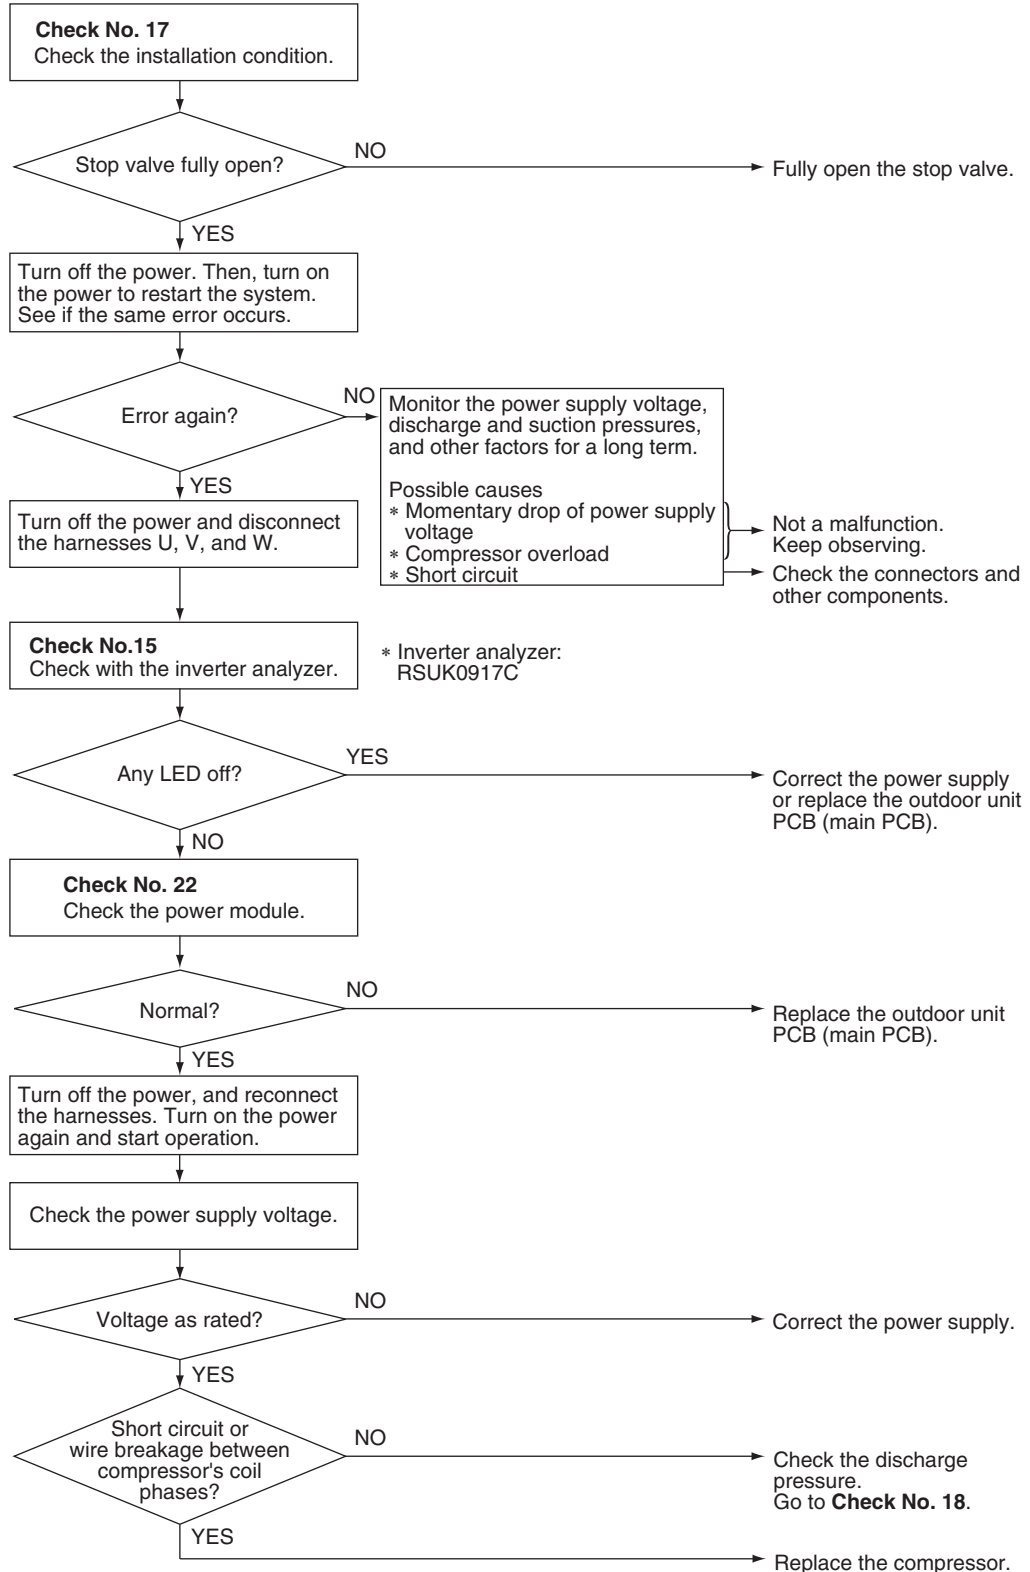 Check No. 17
Check the installation condition.
Stop valve fully open?
NO
Fully open the stop valve.
YES
Turn off the power. Then, turn on
the power to restart the system.
See if the same error occurs.
Error again?
NO
Monitor the power supply voltage,
discharge and suction pressures,
and other factors for a long term.
Possible causes
* Momentary drop of power supply
voltage
* Compressor overload
* Short circuit
Not a malfunction.
Keep observing.
Check the connectors and
other components.
YES
Turn off the power and disconnect
the harnesses U, V, and W.
Check No.15
Check with the inverter analyzer.
* Inverter analyzer:
RSUK0917C
Any LED off?
YES
Correct the power supply
or replace the outdoor unit
PCB (main PCB).
NO
Check No. 22
Check the power module.
Normal?
NO
Replace the outdoor unit
PCB (main PCB).
YES
Turn off the power, and reconnect
the harnesses. Turn on the power
again and start operation.
Check the power supply voltage.
Voltage as rated?
NO
Correct the power supply.
YES
Short circuit or
wire breakage between
compressor's coil
phases?
NO
Check the discharge
pressure.
Go to Check No. 18.
YES
Replace the compressor.